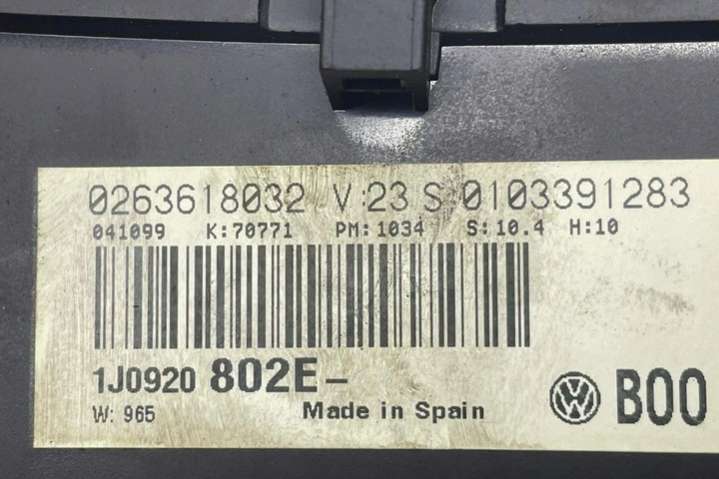 0263618032 V:23 S:0103391283
041099 K:70771 PM:1034 S:10.4 H:10
1J0920 802E-
W: 965 Made in Spain B00